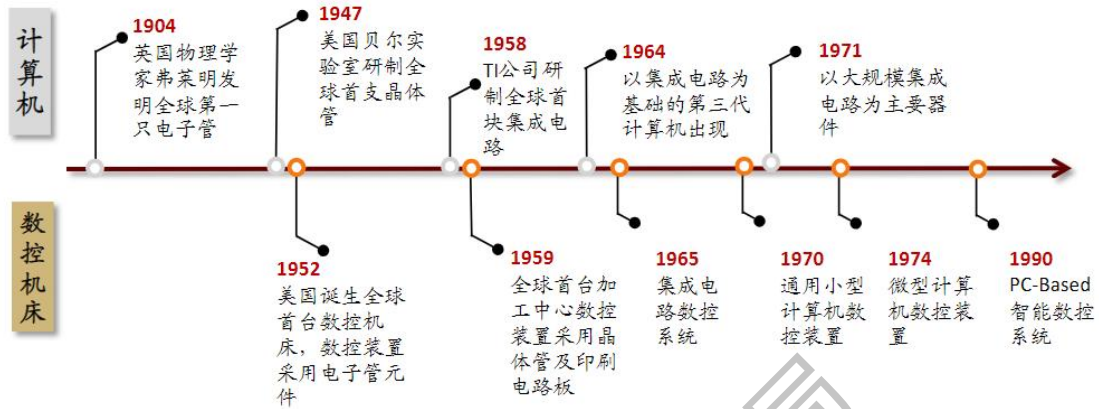 计算机
1904
英国物理学
家弗莱明发
明全球第一
只电子管
1947
美国贝尔实
验室研制全
球首支晶体
管
1958
TI公司研
制全球首
块集成电
路
1964
以集成电路为
基础的第三代
计算机出现
1971
以大规模集成
电路为主要器
件
数控机床
1952
美国诞生全球
首台数控机
床，数控装置
采用电子管元
件
1959
全球首台加
工中心数控
装置采用晶
体管及印刷
电路板
1965
集成电
路数控
系统
1970
通用小型
计算机数
控装置
1974
微型计算
机数控装
置
1990
PC-Based
智能数控
系统